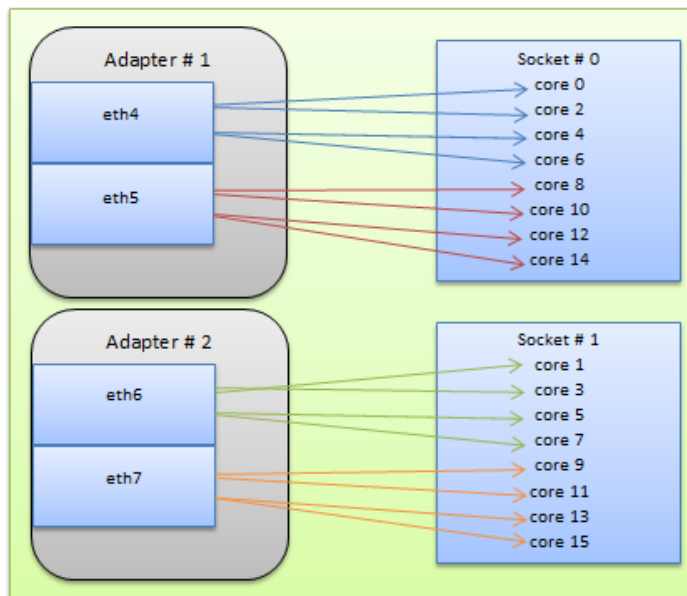 Adapter # 1
eth4
eth5
Socket # 0
core 0
core 2
core 4
core 6
core 8
core 10
core 12
core 14
Adapter # 2
eth6
eth7
Socket # 1
core 1
core 3
core 5
core 7
core 9
core 11
core 13
core 15